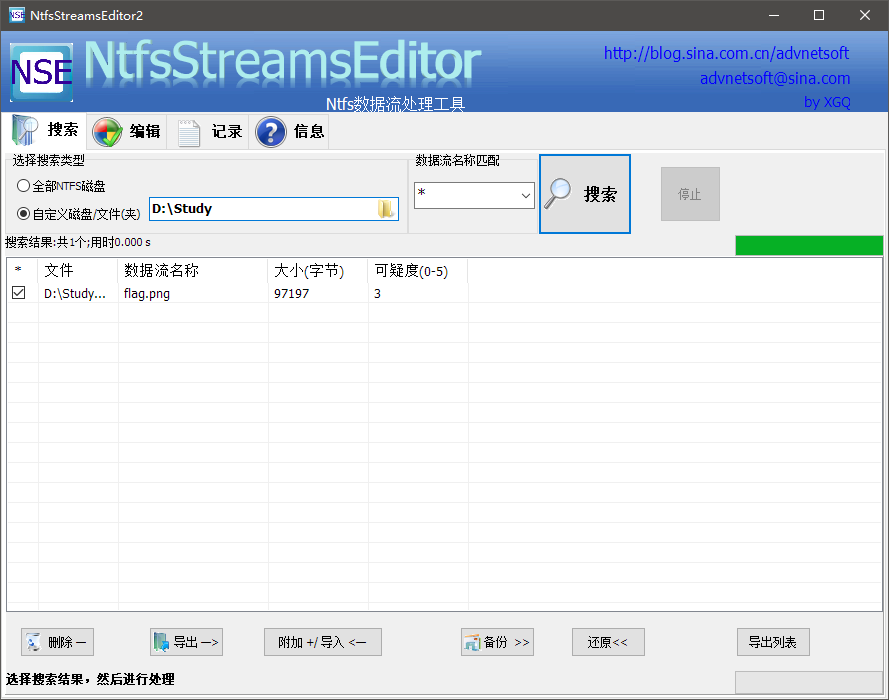 NSE NtfsStreamsEditor2
NSE NtfsStreamsEditor
http://blog.sina.com.cn/advnetsoft
advnetsoft@sina.com
Ntfs数据流处理工具
by XGQ
搜索 编辑 记录 ? 信息
选择搜索类型
数据流名称匹配
全部NTFS磁盘
自定义磁盘/文件(夹) D:\Study
*
搜索
停止
搜索结果:共1个;用时0.000 s
* 文件 数据流名称 大小(字节) 可疑度(0-5)
D:\Study... flag.png 97197 3
删除 — 导出 —> 附加 +/导入 <— 备份 >> 还原<< 导出列表
选择搜索结果，然后进行处理